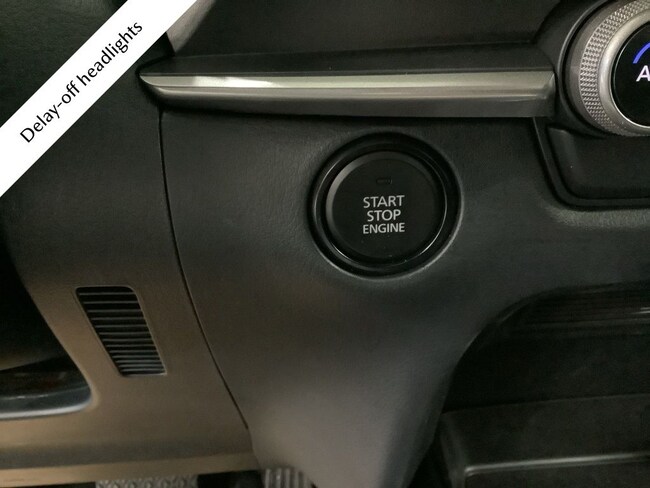 Delay-off headlights
START
STOP
ENGINE
A